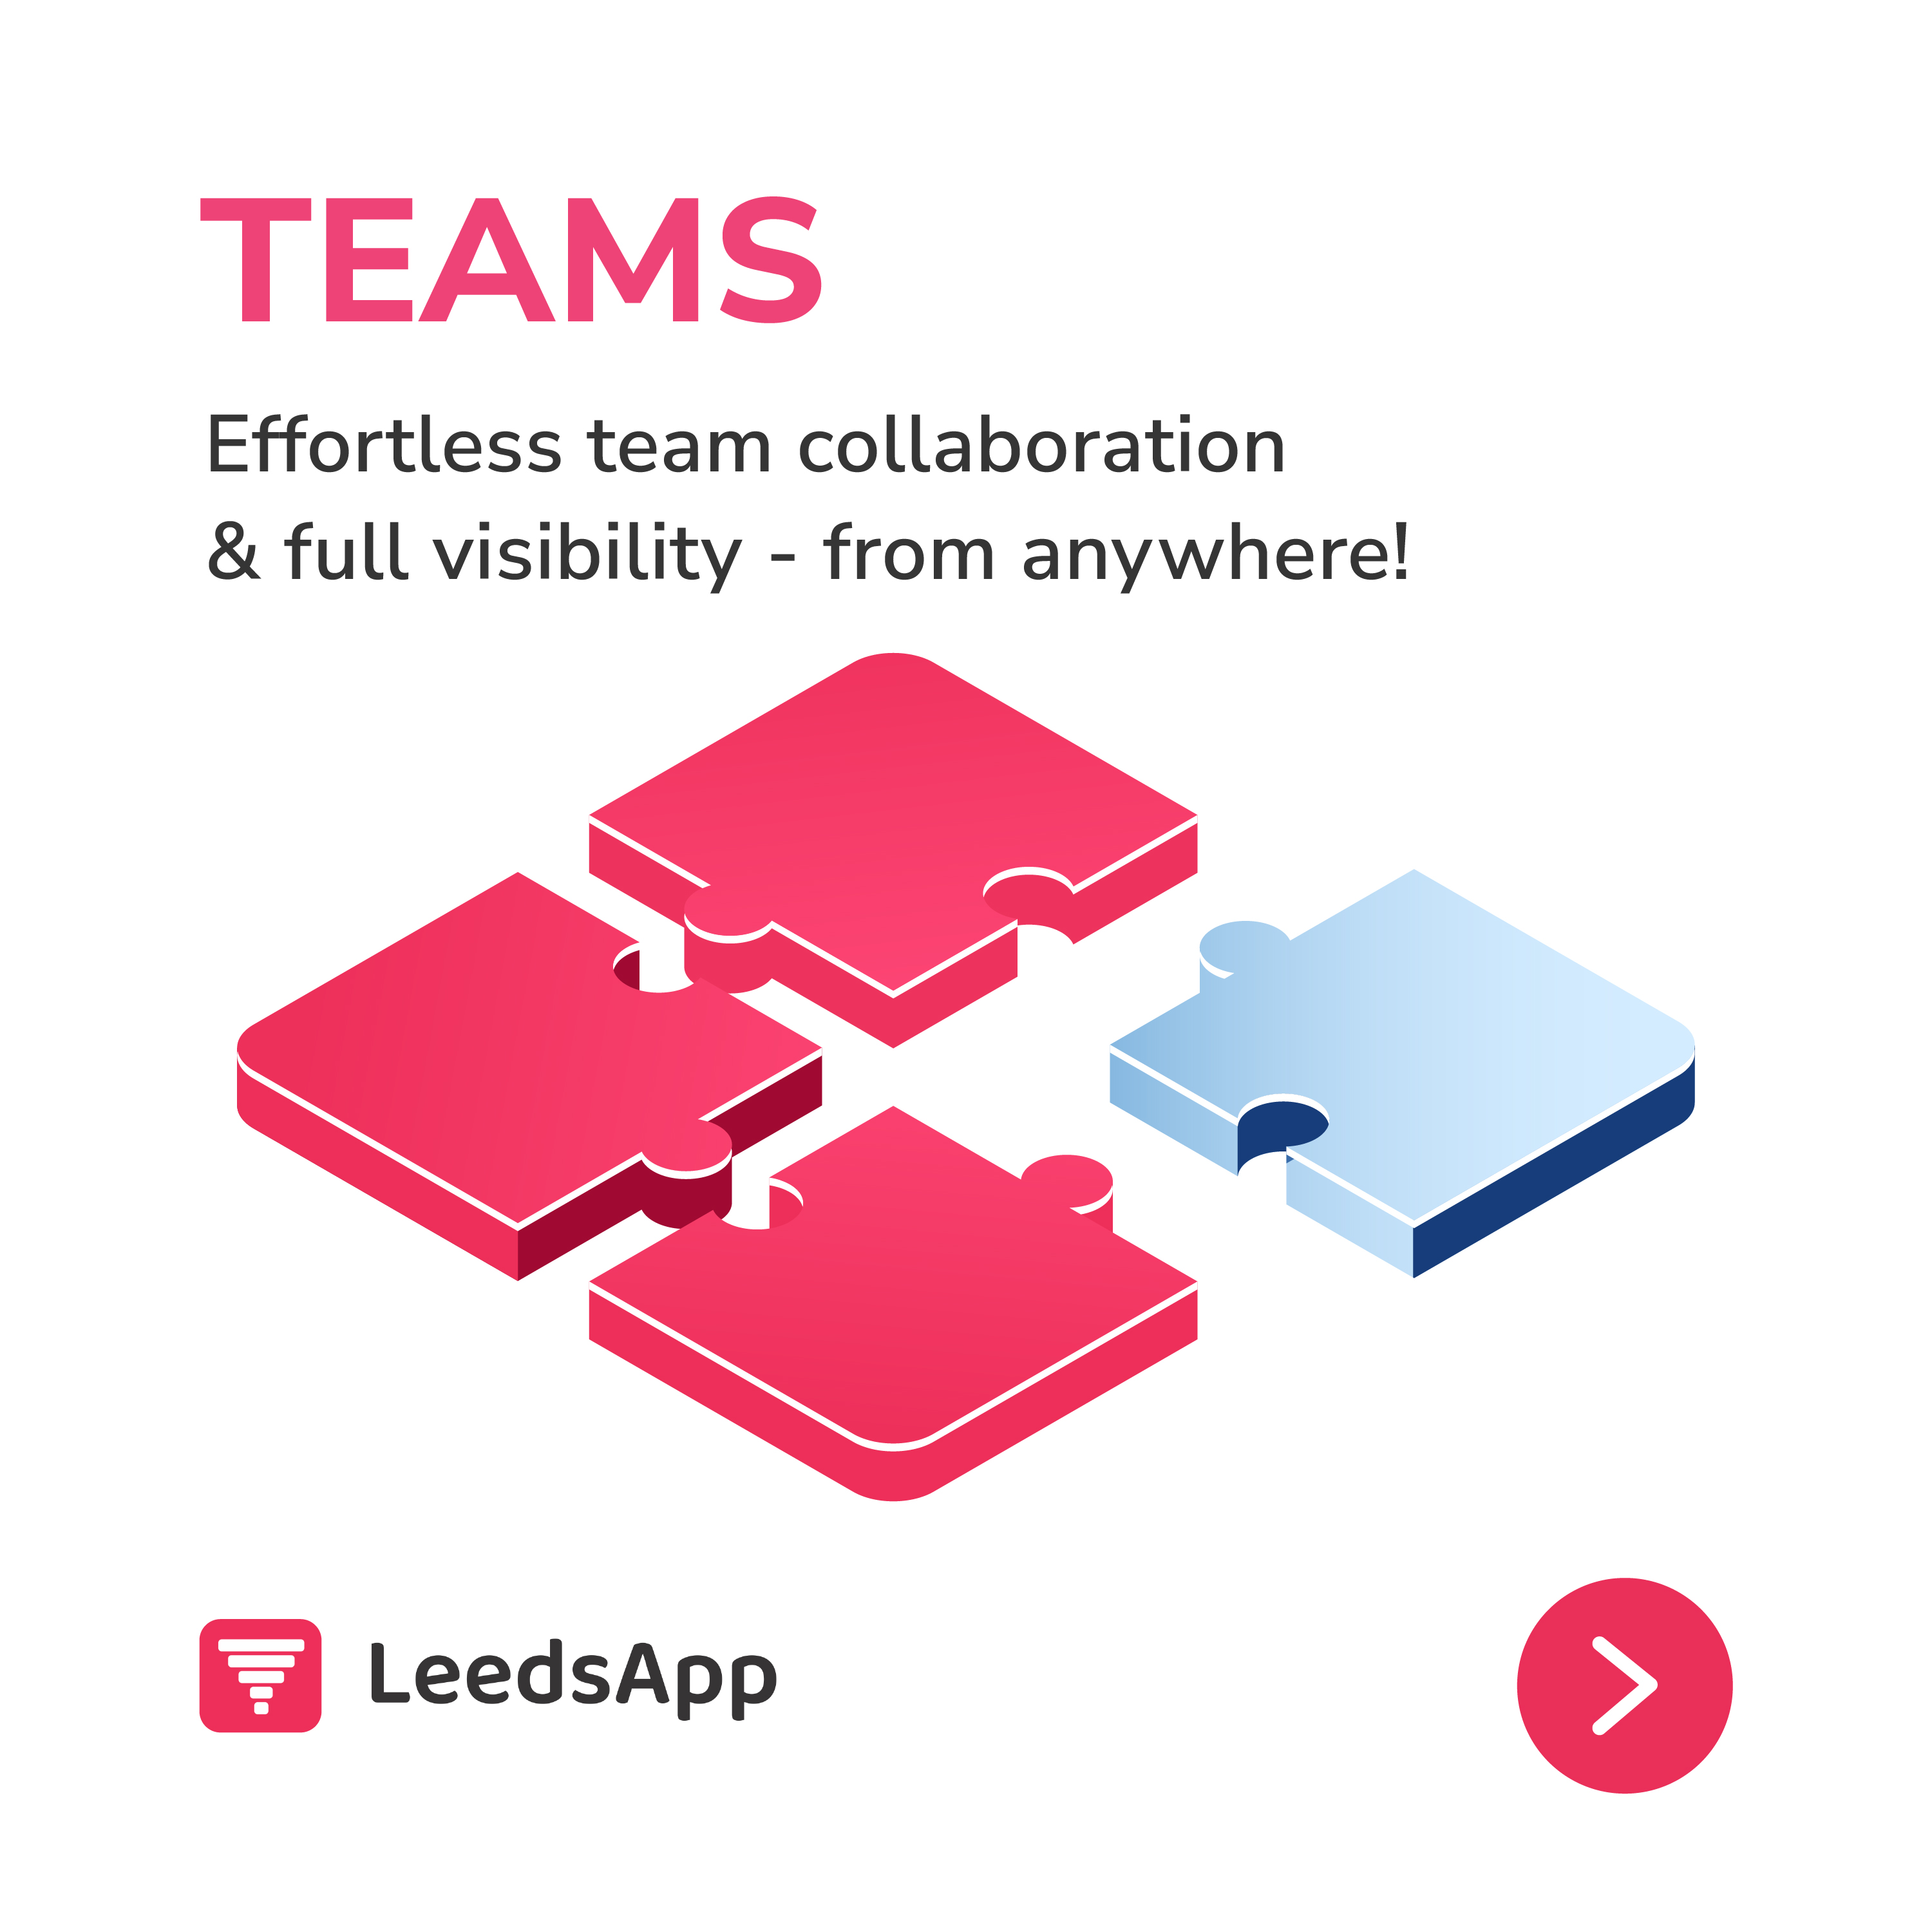 TEAMS
Effortless team collaboration
& full visibility - from anywhere!
LeedsApp